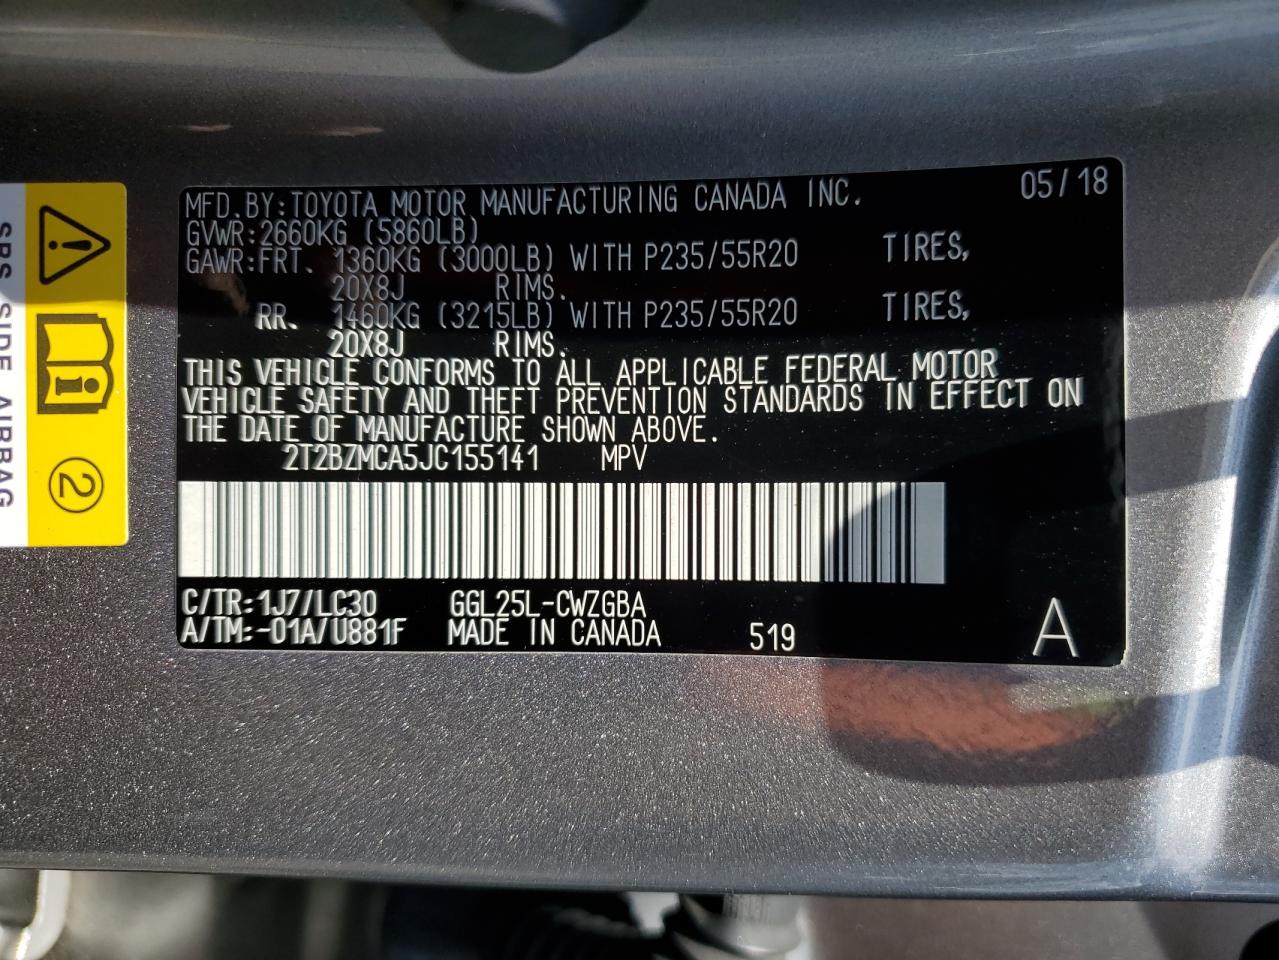 MFD.BY:TOYOTA MOTOR MANUFACTURING CANADA INC. 05/18
GVWR:2660KG (5860LB)
GAWR:FRT. 1360KG (3000LB) WITH P235/55R20 TIRES,
20X8J RIMS.
RR. 1460KG (3215LB) WITH P235/55R20 TIRES,
20X8J RIMS.
THIS VEHICLE CONFORMS TO ALL APPLICABLE FEDERAL MOTOR
VEHICLE SAFETY AND THEFT PREVENTION STANDARDS IN EFFECT ON
THE DATE OF MANUFACTURE SHOWN ABOVE.
2T2BZMCA5JC155141 MPV
C/TR:1J7/LC30 GGL25L-CWZGBA
A/TM:-01A/U881F MADE IN CANADA 519 A
SRS SIDE AIRBAG
2